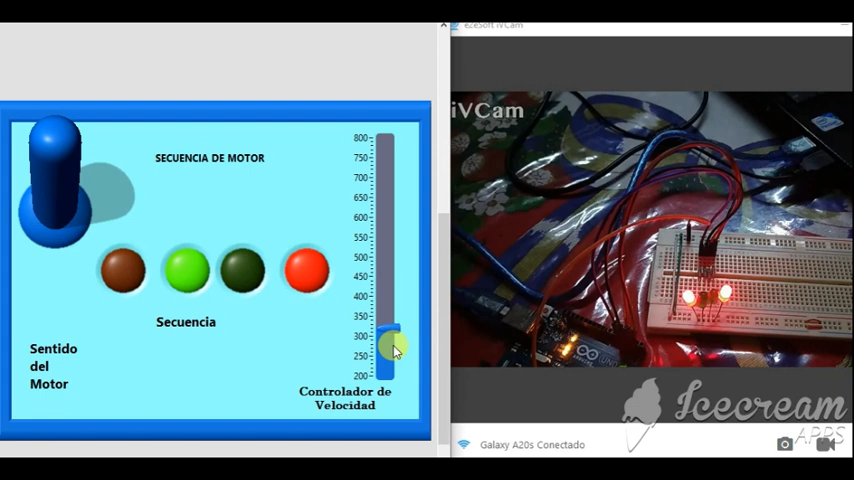 e2eSoft iVCam
iVCam
SECUENCIA DE MOTOR
800
750
700
650
600
550
500
450
400
350
300
250
200
Secuencia
Sentido
del
Motor
Controlador de
Velocidad
Icecream
APPS
Galaxy A20s Conectado